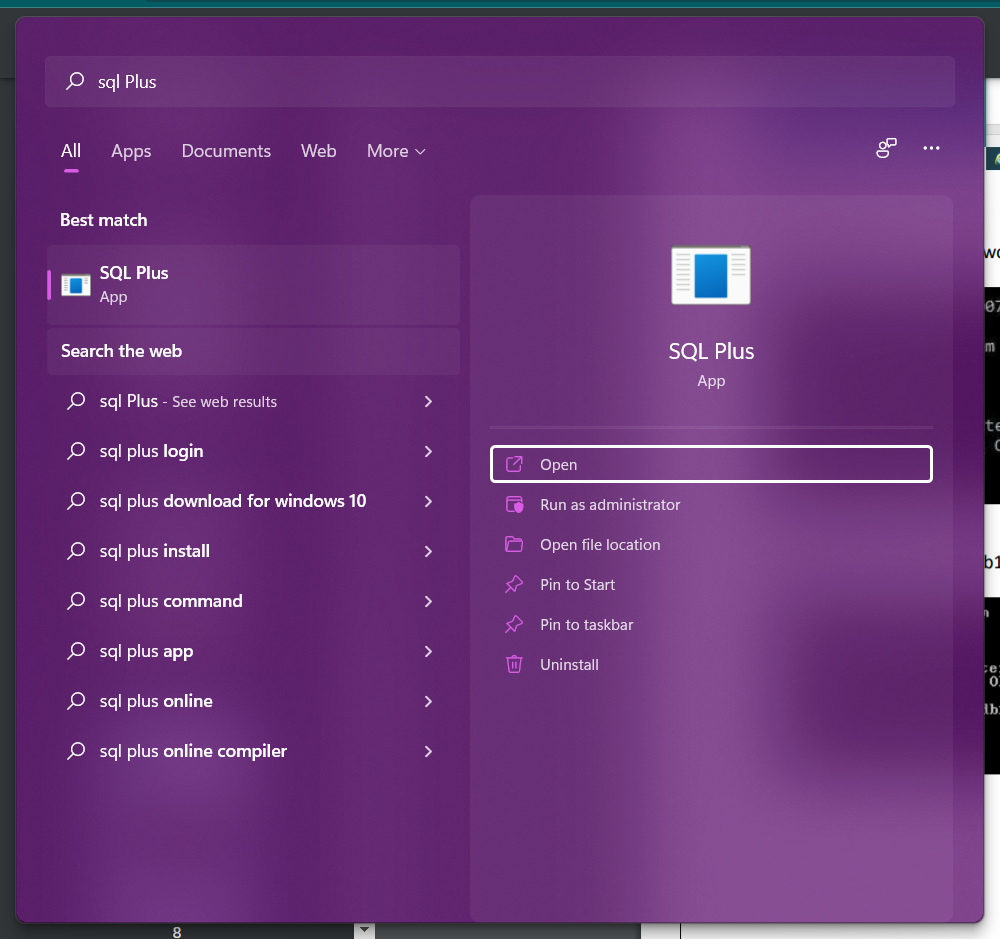 sql Plus
All Apps Documents Web More
Best match
SQL Plus
App
Search the web
sql Plus - See web results
sql plus login
sql plus download for windows 10
sql plus install
sql plus command
sql plus app
sql plus online
sql plus online compiler
SQL Plus
App
Open
Run as administrator
Open file location
Pin to Start
Pin to taskbar
Uninstall
8